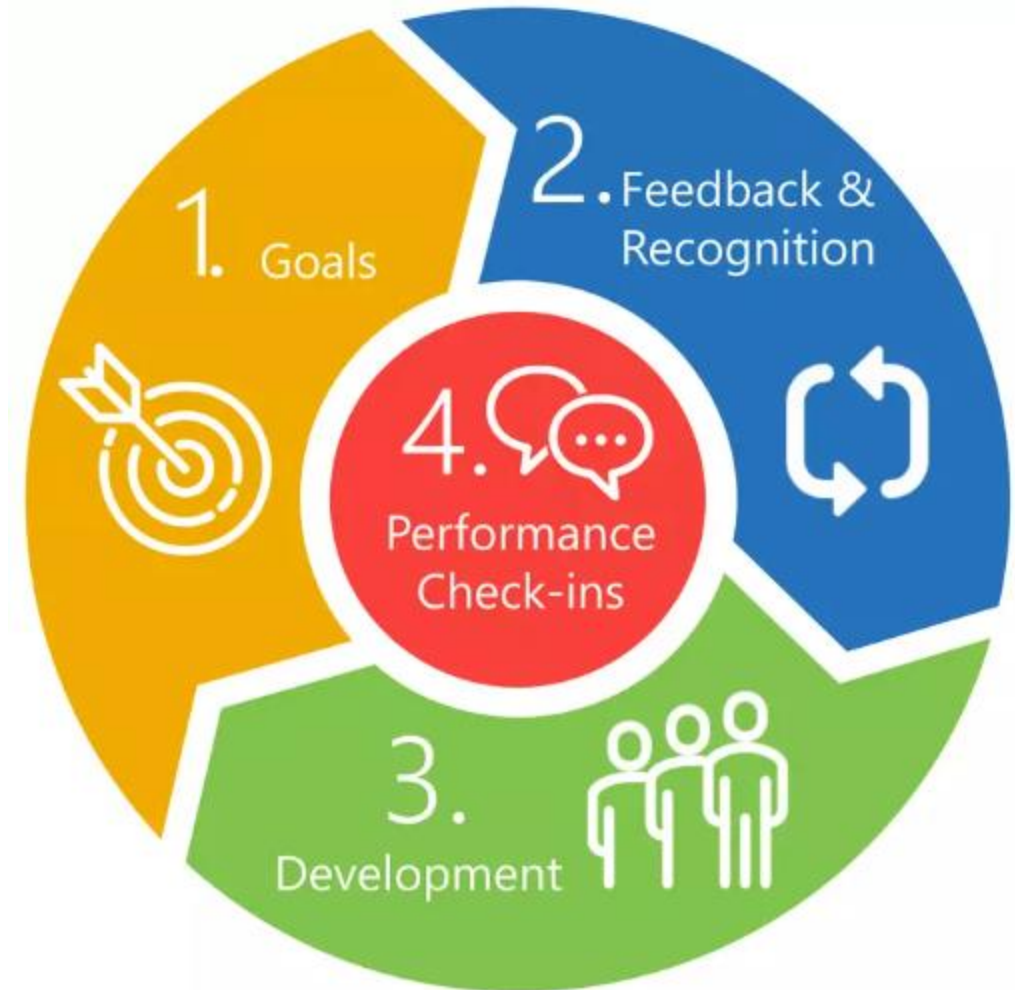 1. Goals
2. Feedback &
Recognition
3.
Development
4.
Performance
Check-ins